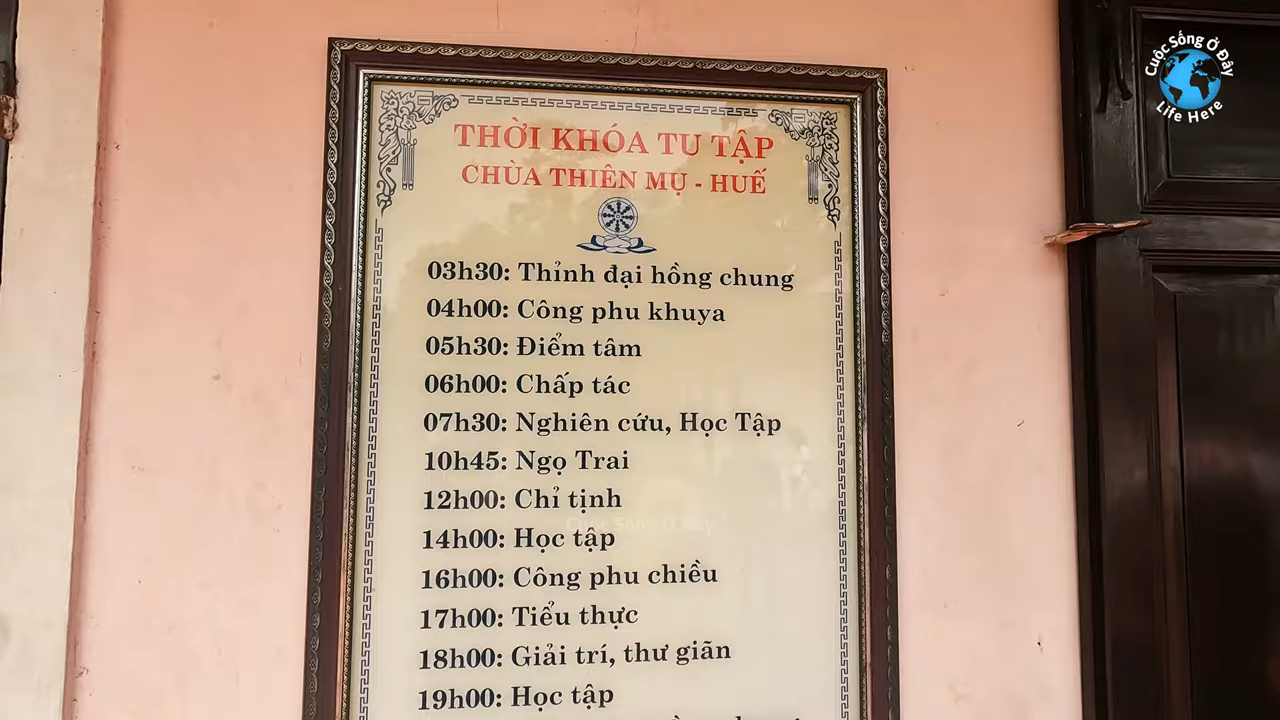 THỜI KHÓA TU TẬP
CHÙA THIÊN MỤ - HUẾ
03h30: Thỉnh đại hồng chung
04h00: Công phu khuya
05h30: Điểm tâm
06h00: Chấp tác
07h30: Nghiên cứu, Học Tập
10h45: Ngọ Trai
12h00: Chỉ tịnh
14h00: Học tập
16h00: Công phu chiều
17h00: Tiểu thực
18h00: Giải trí, thư giãn
19h00: Học tập
Cuộc Sống Ở Đây
Life Here
Cuộc Sống Ở Đây